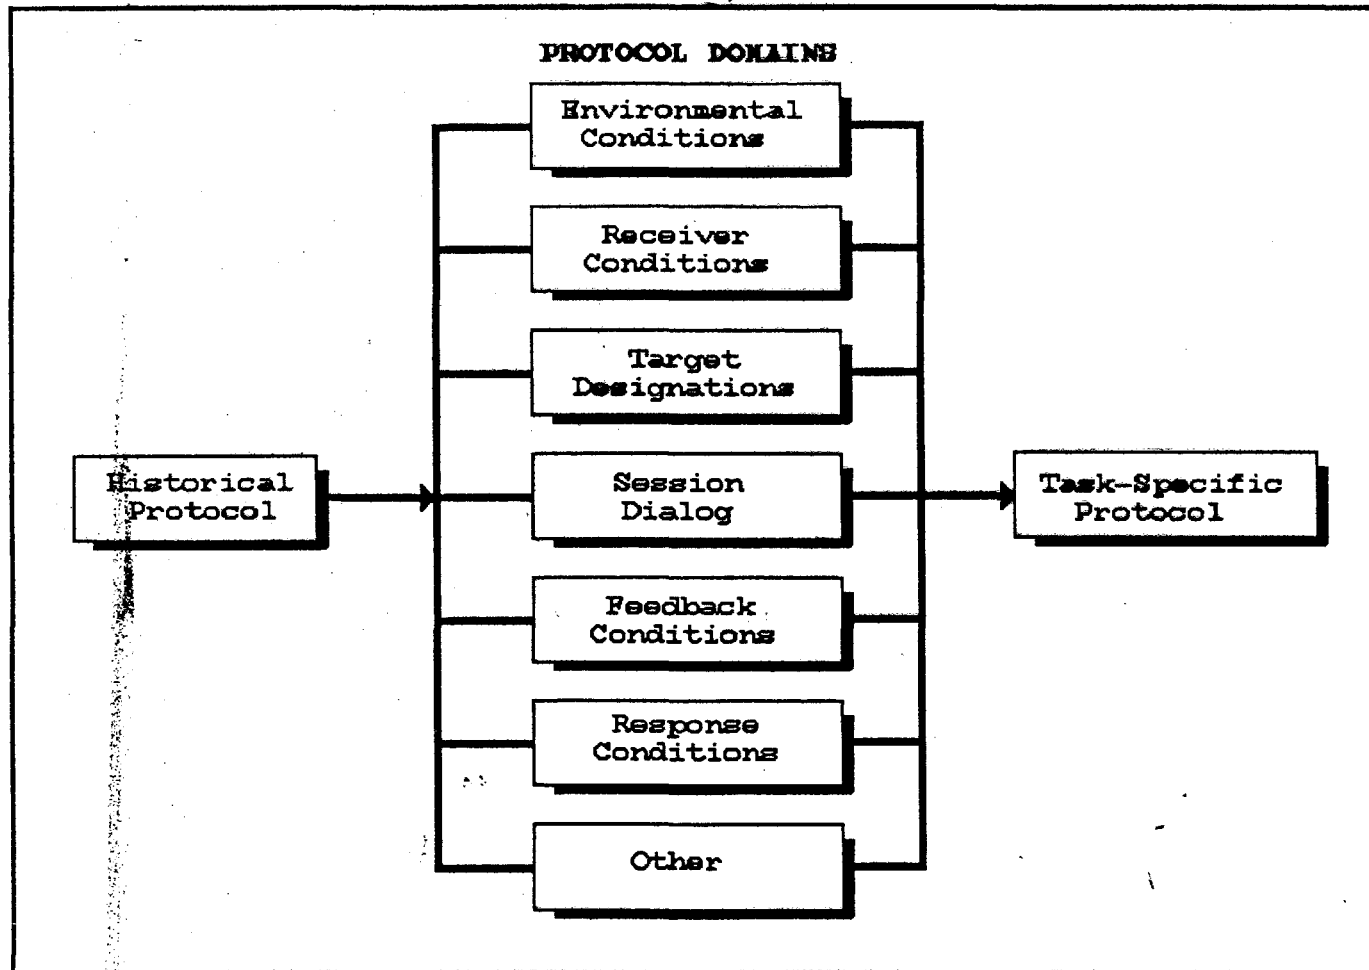 PROTOCOL DOMAINS
Environmental
Conditions
Receiver
Conditions
Target
Designations
Historical
Protocol
Session
Dialog
Task-Specific
Protocol
Feedback
Conditions
Response
Conditions
Other